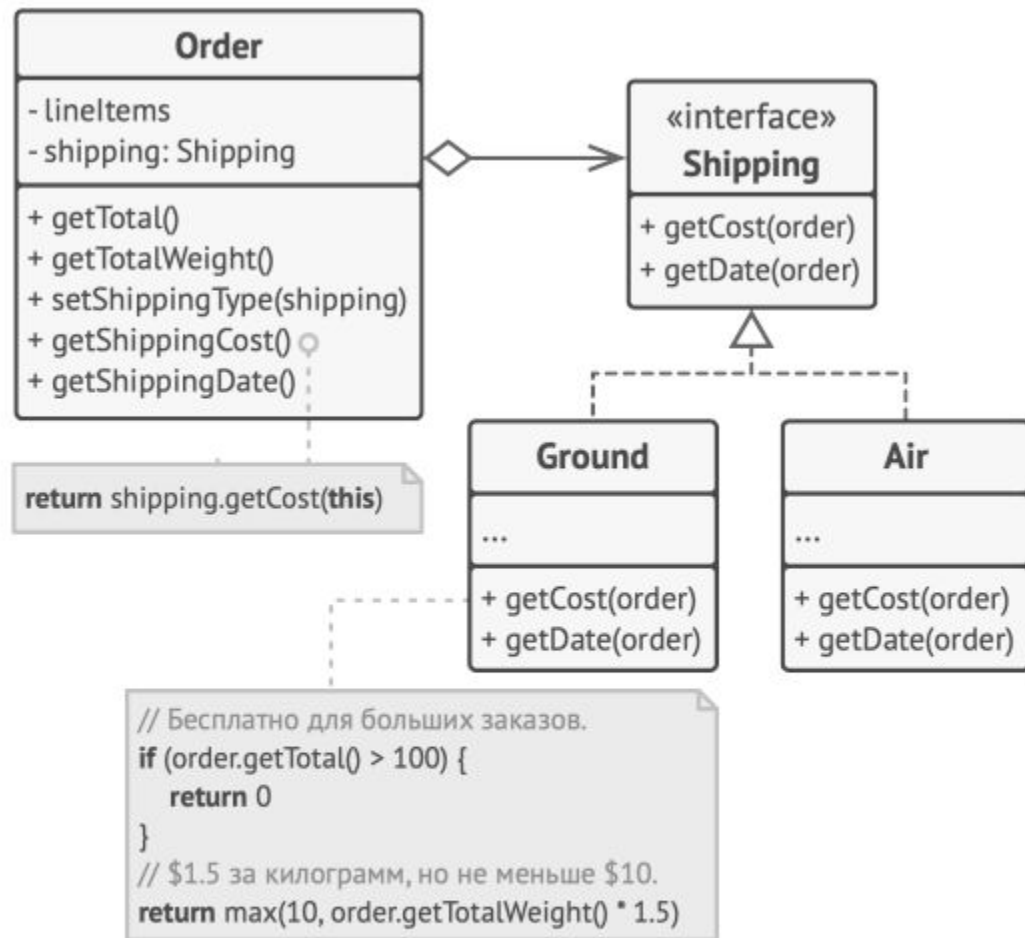 Order
- lineItems
- shipping: Shipping
+ getTotal()
+ getTotalWeight()
+ setShippingType(shipping)
+ getShippingCost()
+ getShippingDate()
return shipping.getCost(this)
«interface»
Shipping
+ getCost(order)
+ getDate(order)
Ground
...
+ getCost(order)
+ getDate(order)
Air
...
+ getCost(order)
+ getDate(order)
// Бесплатно для больших заказов.
if (order.getTotal() > 100) {
return 0
}
// $1.5 за килограмм, но не меньше $10.
return max(10, order.getTotalWeight() * 1.5)